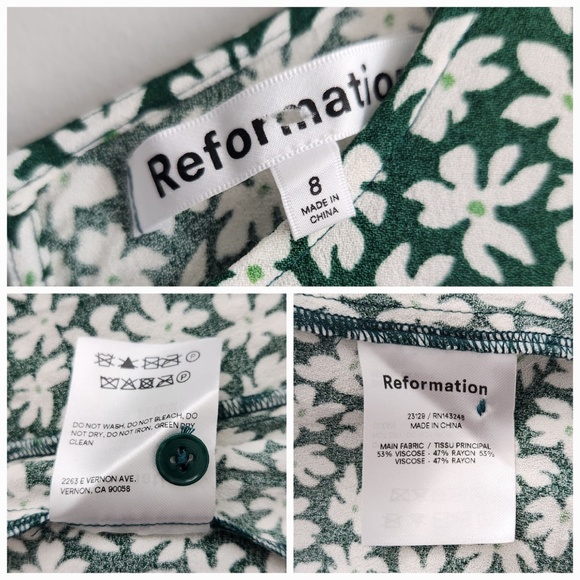 Reformatio
8
MADE IN
CHINA
DO NOT WASH, DO NOT BLEACH, DO
NOT DRY, DO NOT IRON, GREEN DRY
CLEAN
2263 E VERNON AVE.
VERNON, CA 90058
Reformation
23129 / RN143248
MADE IN CHINA
MAIN FABRIC / TISSU PRINCIPAL
53% VISCOSE - 47% RAYON 53%
VISCOSE - 47% RAYON